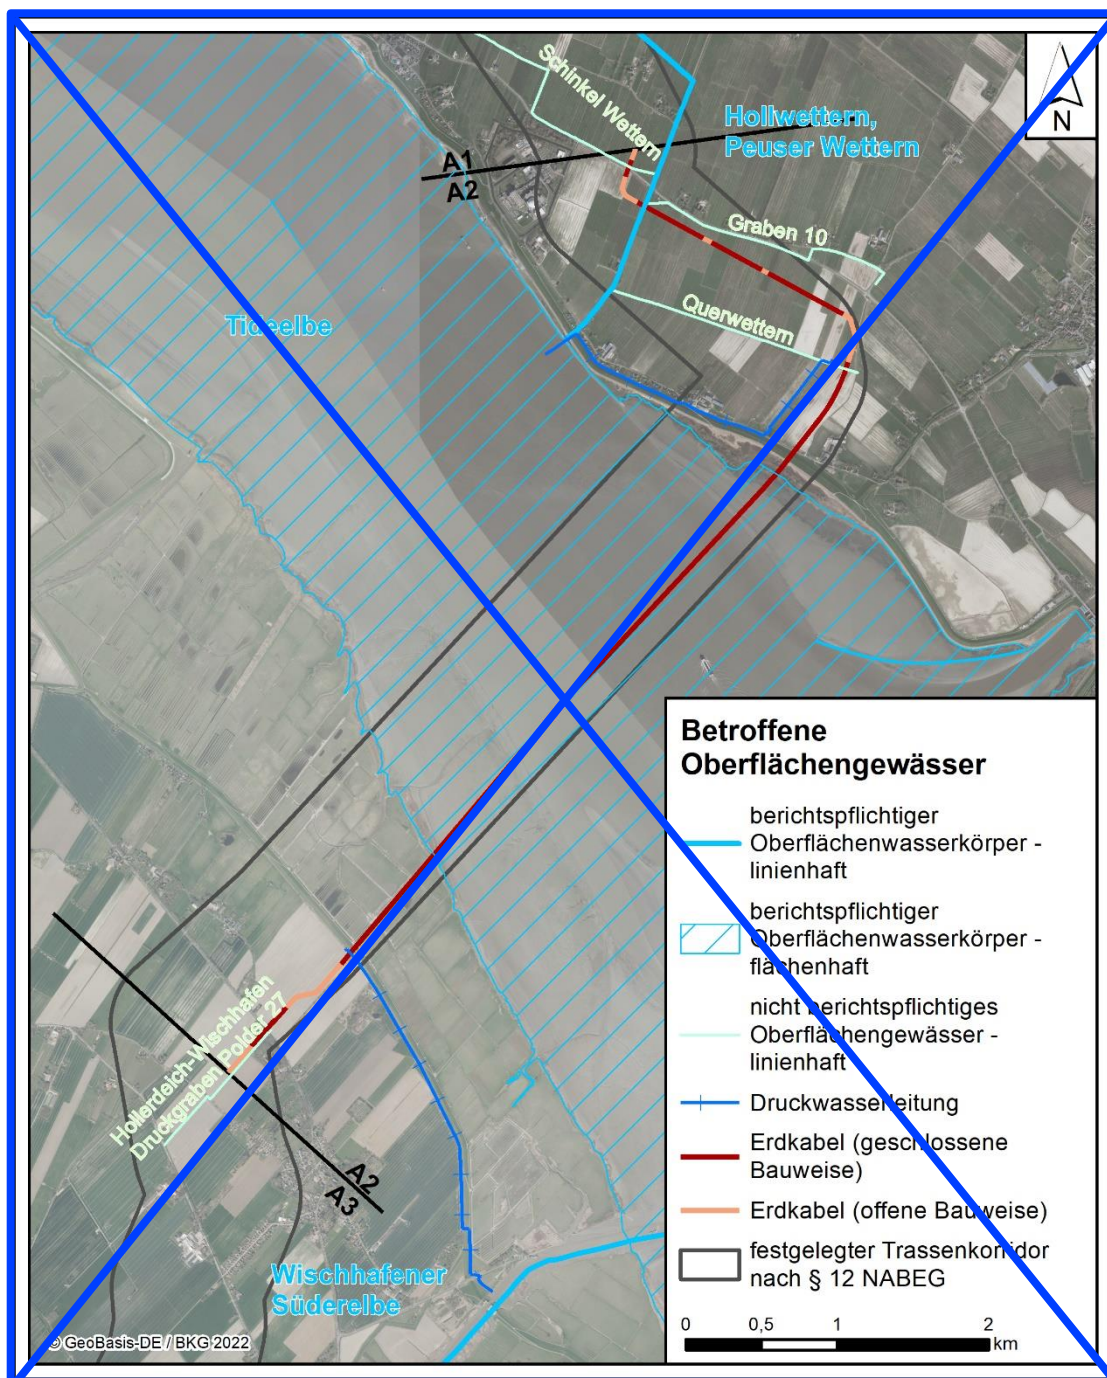 Schinkel Wettern
Hollwettern,
Peuser Wettern
N
A1
A2
Graben 10
Querwettern
Tideelbe
Hollerdeich-Wischhafen
Druckgraben Polder 27
A2
A3
Wischhafener
Süderelbe
© GeoBasis-DE / BKG 2022
Betroffene
Oberflächengewässer
berichtspflichtiger
Oberflächenwasserkörper -
linienhaft
berichtspflichtiger
Oberflächenwasserkörper -
flächenhaft
nicht berichtspflichtiges
Oberflächengewässer -
linienhaft
Druckwasserleitung
Erdkabel (geschlossene
Bauweise)
Erdkabel (offene Bauweise)
festgelegter Trassenkorridor
nach § 12 NABEG
0 0,5 1 2
km